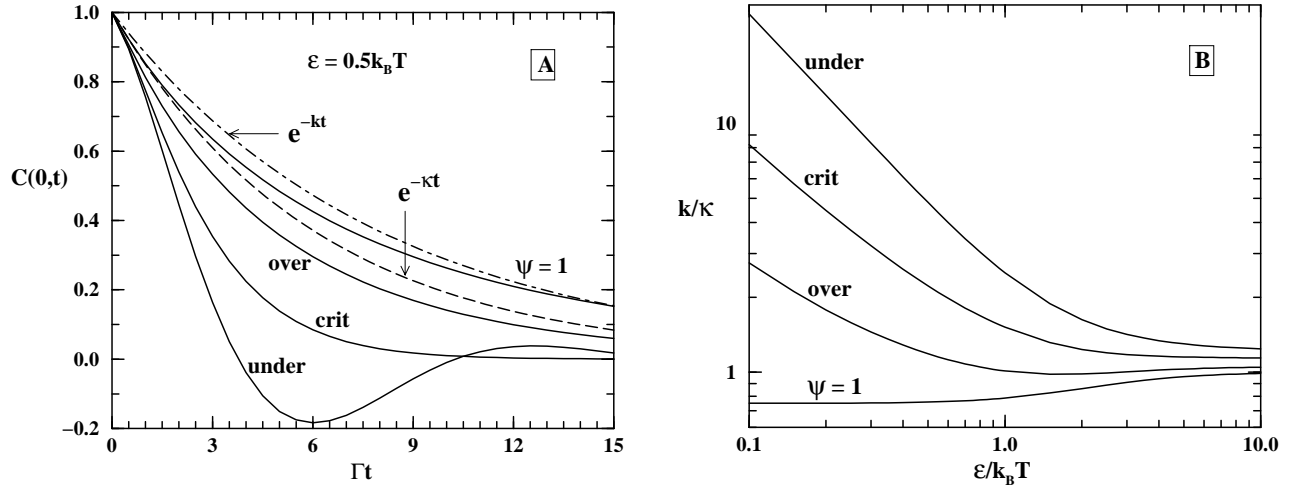 1.0
0.8
0.6
0.4
0.2
0.0
−0.2
C(0,t)
ε = 0.5k_BT
A
e^−kt
e^−κt
ψ = 1
over
crit
under
0 3 6 9 12 15
Γt
10
1
k/κ
B
under
crit
over
ψ = 1
0.1 1.0 10.0
ε/k_BT